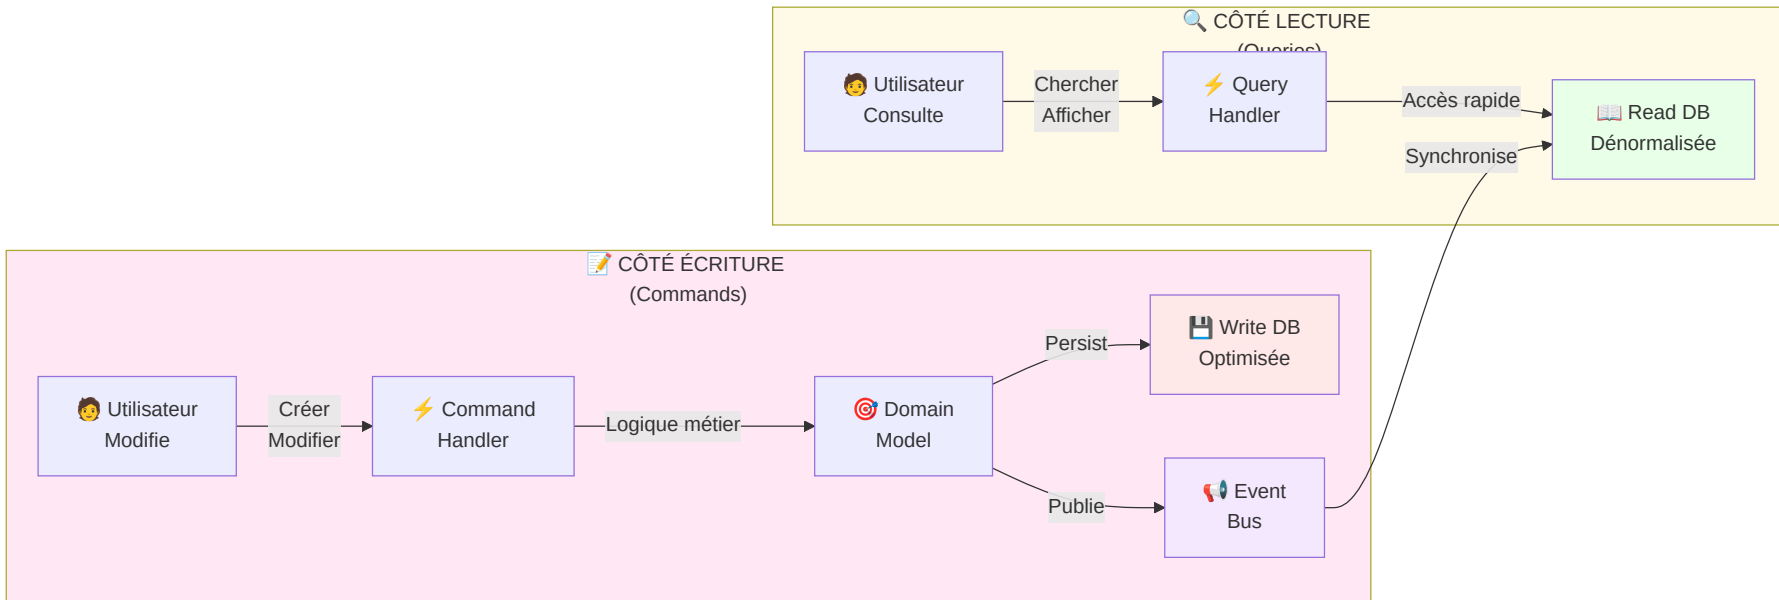 🔍 CÔTÉ LECTURE
(Queries)
🧑 Utilisateur
Consulte
Chercher
Afficher
⚡ Query
Handler
Accès rapide
📖 Read DB
Dénormalisée
Synchronise
📝 CÔTÉ ÉCRITURE
(Commands)
🧑 Utilisateur
Modifie
Créer
Modifier
⚡ Command
Handler
Logique métier
🎯 Domain
Model
Persist
💾 Write DB
Optimisée
Publie
📢 Event
Bus